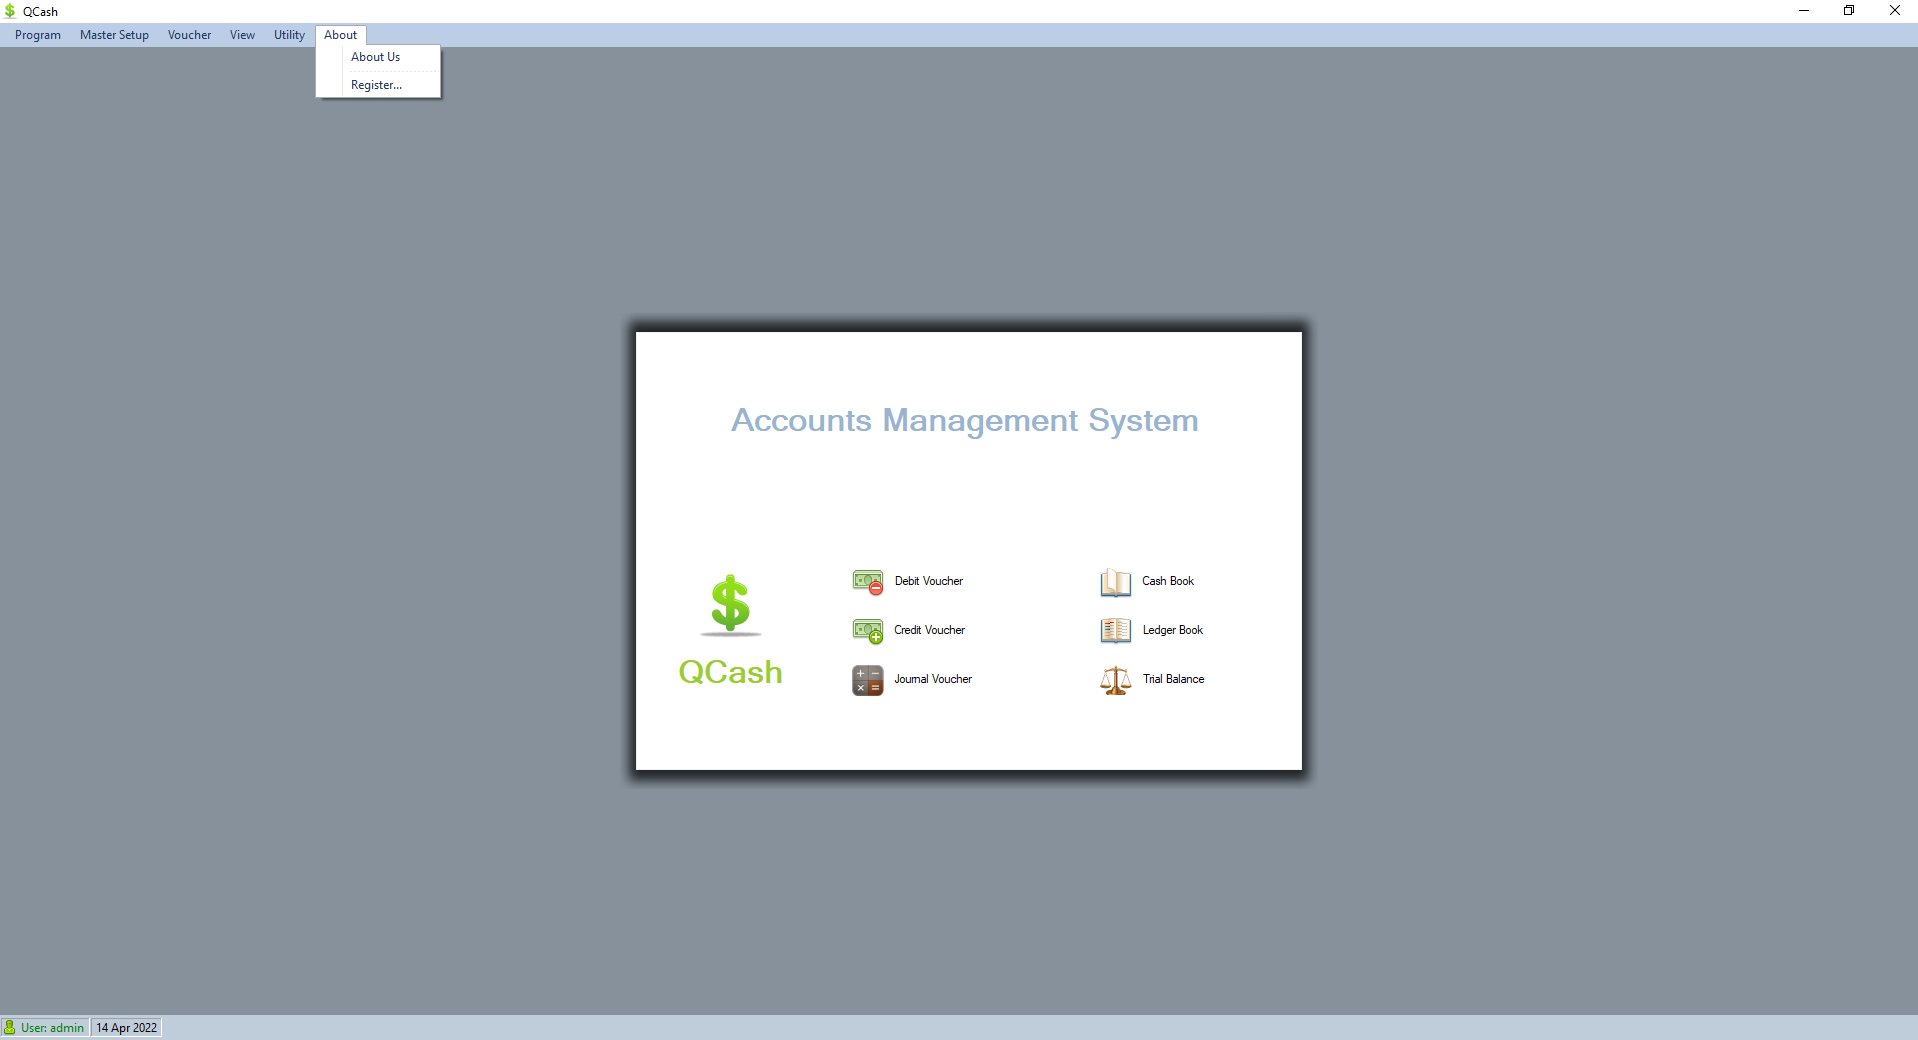 QCash
Program Master Setup Voucher View Utility About
About Us
Register...
Accounts Management System
Debit Voucher
Cash Book
Credit Voucher
Ledger Book
QCash
Journal Voucher
Trial Balance
User: admin 14 Apr 2022